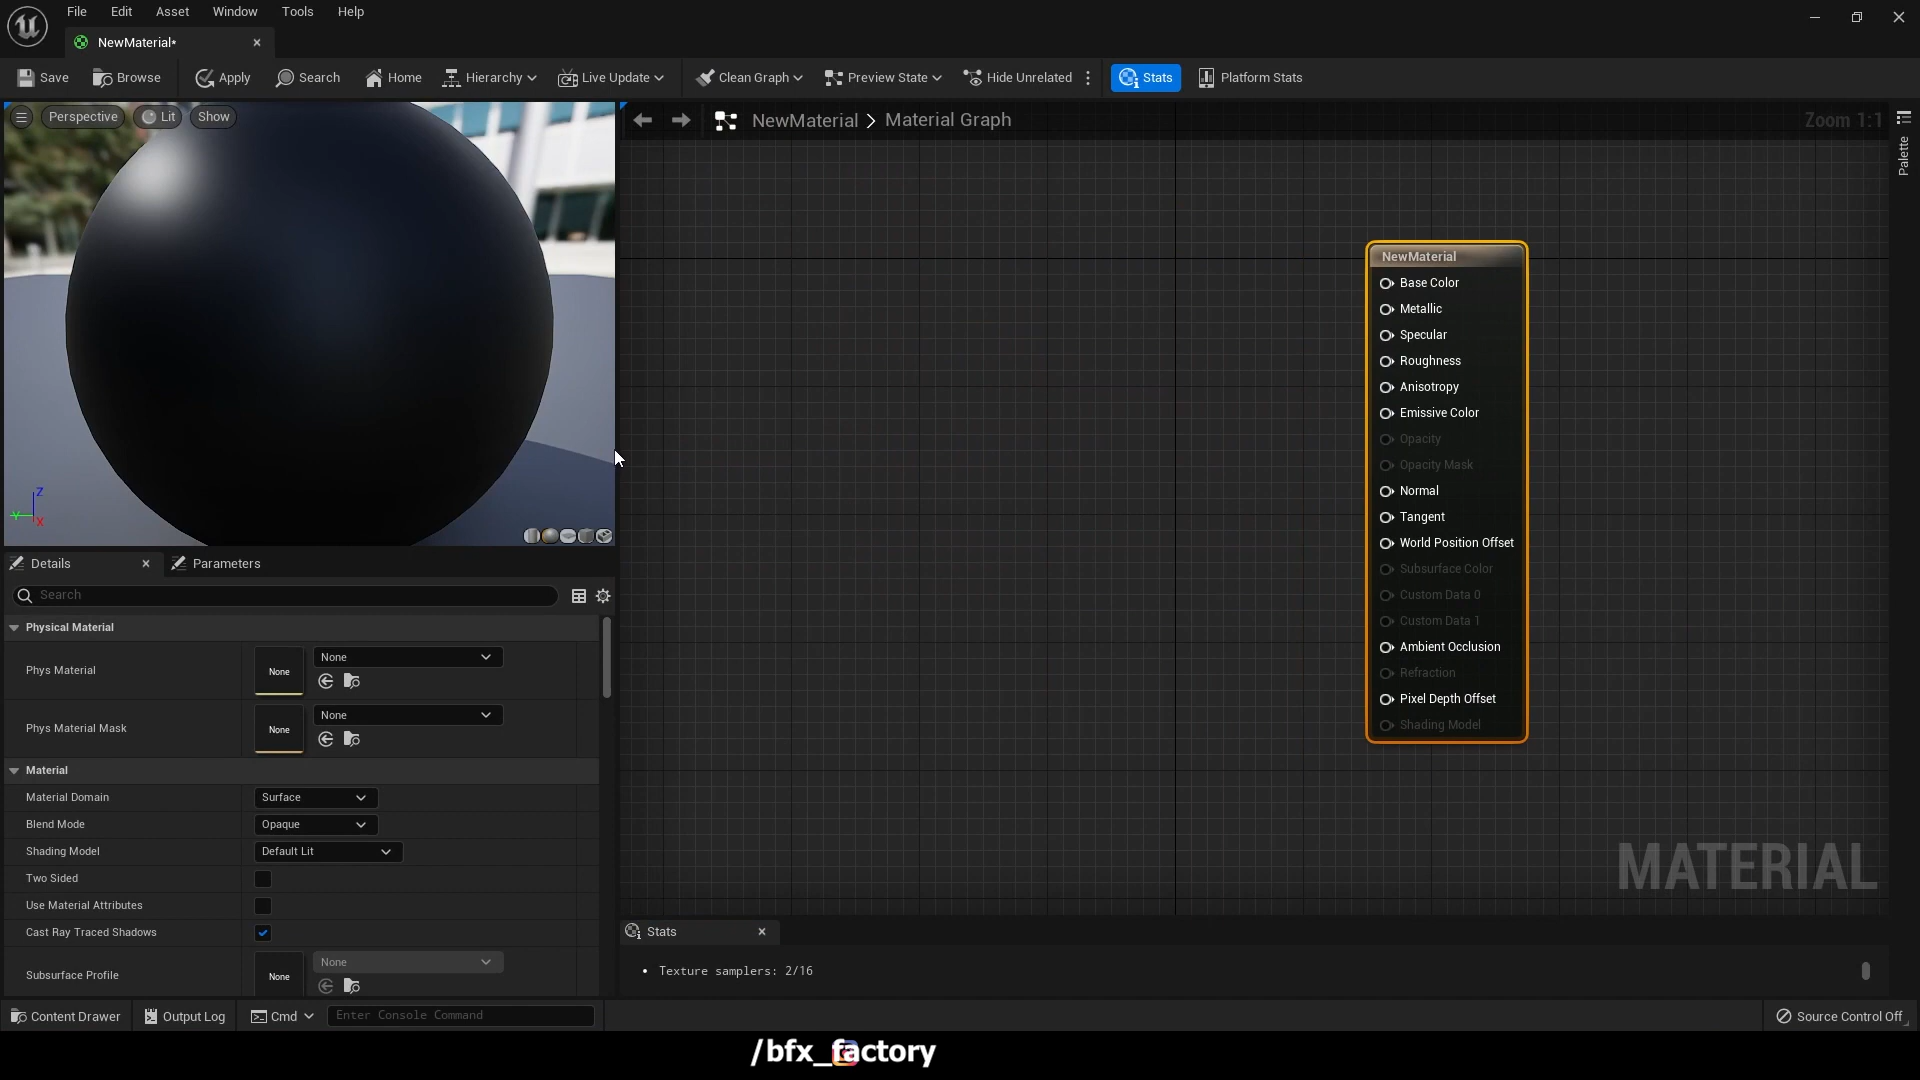 File Edit Asset Window Tools Help
NewMaterial*
Save Browse Apply Search Home Hierarchy Live Update Clean Graph Preview State Hide Unrelated Stats Platform Stats
Perspective Lit Show
NewMaterial > Material Graph
Zoom 1:1
Palette
NewMaterial
Base Color
Metallic
Specular
Roughness
Anisotropy
Emissive Color
Opacity
Opacity Mask
Normal
Tangent
World Position Offset
Subsurface Color
Custom Data 0
Custom Data 1
Ambient Occlusion
Refraction
Pixel Depth Offset
Shading Model
MATERIAL
Z
Y
X
Details Parameters
Search
Physical Material
Phys Material None None
Phys Material Mask None None
Material
Material Domain Surface
Blend Mode Opaque
Shading Model Default Lit
Two Sided
Use Material Attributes
Cast Ray Traced Shadows
Subsurface Profile None None
Stats
• Texture samplers: 2/16
Content Drawer Output Log Cmd Enter Console Command Source Control Off
/bfx_factory